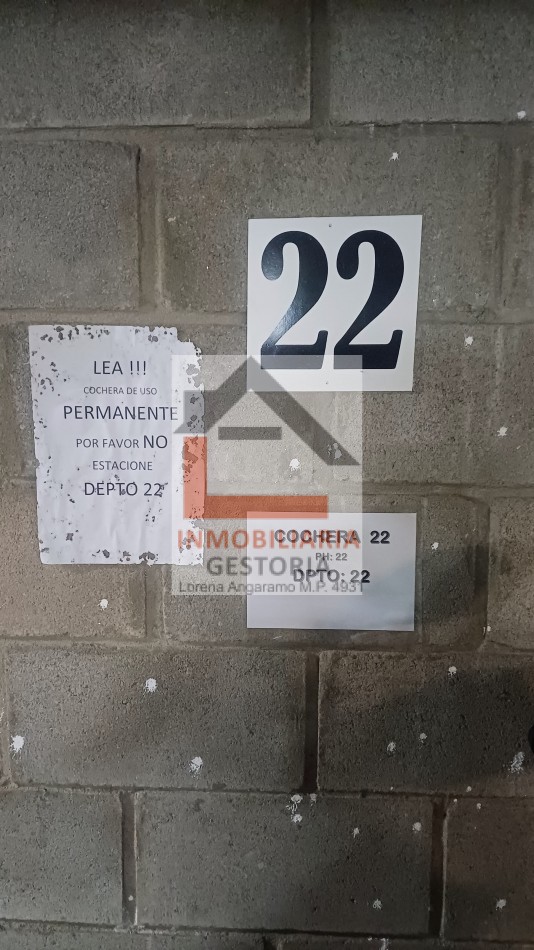 22
LEA !!!
COCHERA DE USO
PERMANENTE
POR FAVOR NO
ESTACIONE
DEPTO 22
COCHERA 22
PH: 22
DPTO: 22
INMOBILIARIA
GESTORIA
Lorena Angaramo M.P. 4931